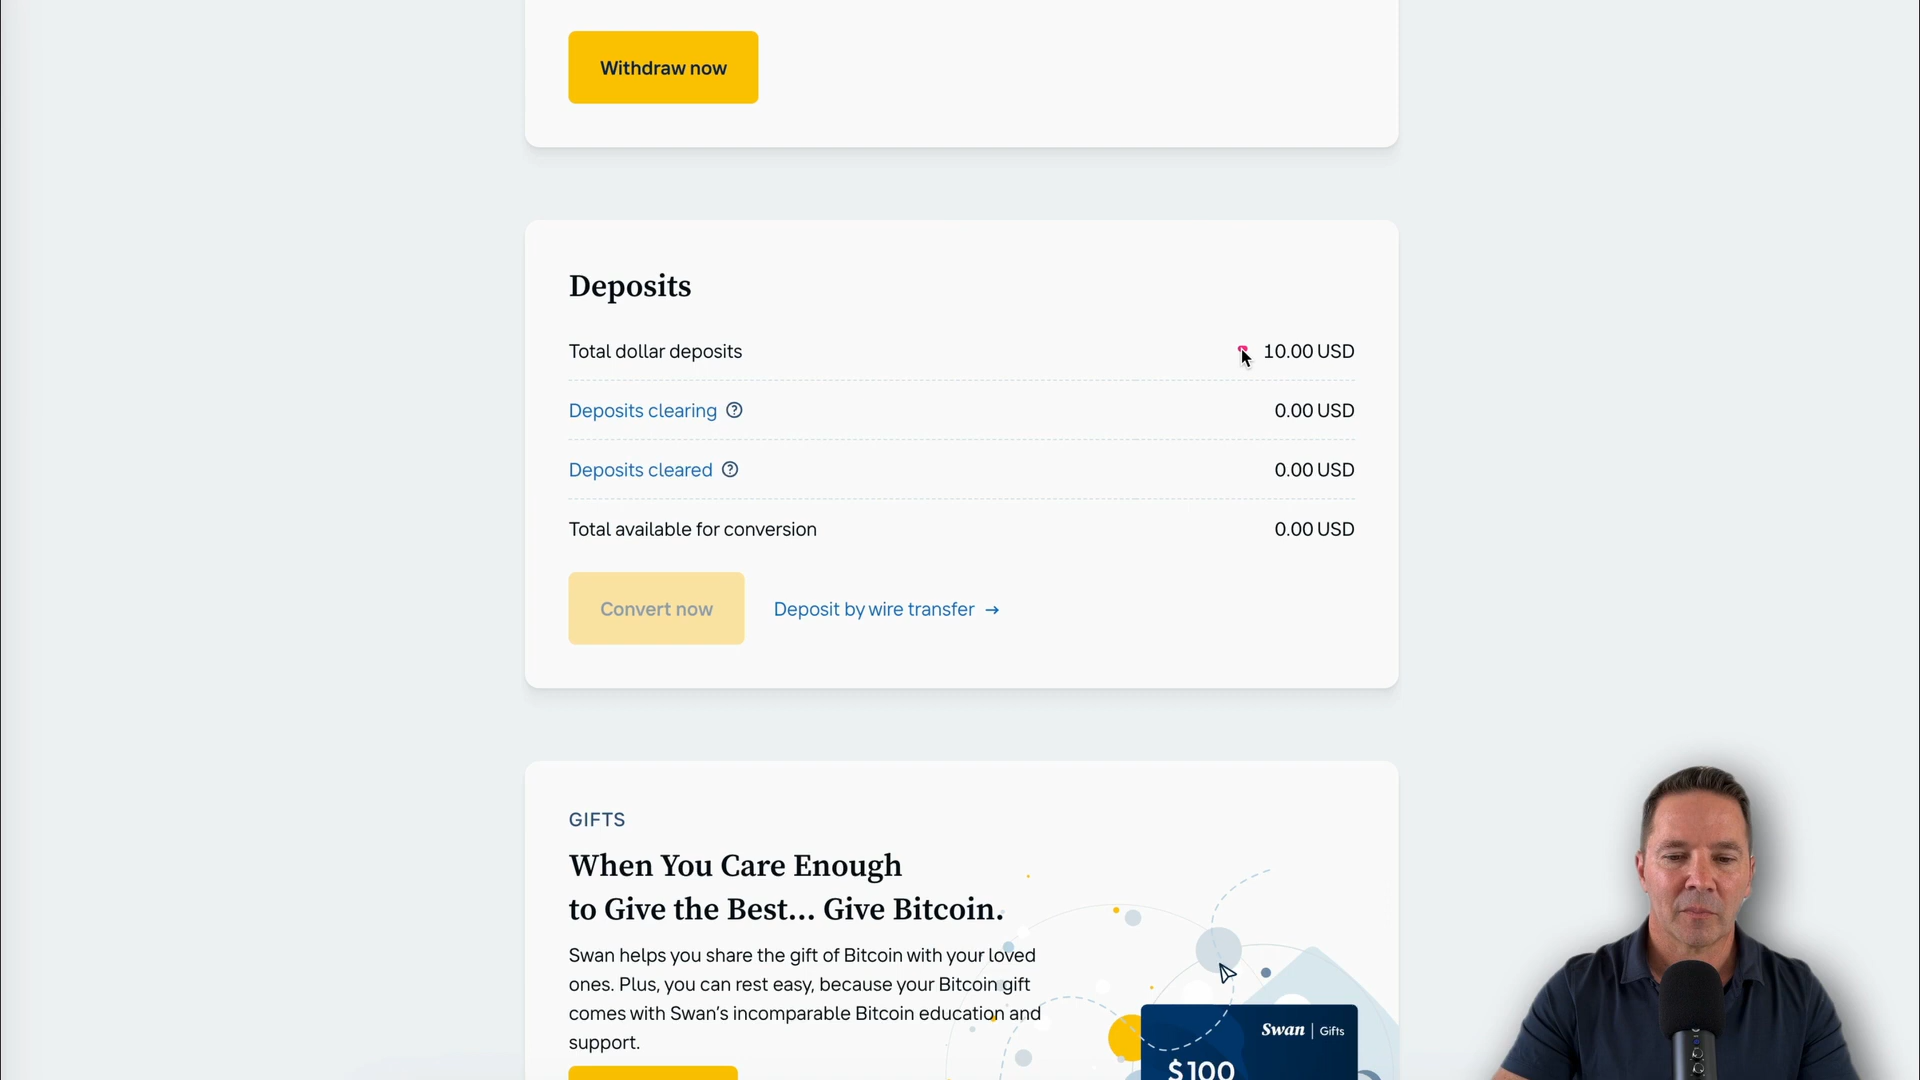 Withdraw now
Deposits
Total dollar deposits 10.00 USD
Deposits clearing ? 0.00 USD
Deposits cleared ? 0.00 USD
Total available for conversion 0.00 USD
Convert now Deposit by wire transfer →
GIFTS
When You Care Enough
to Give the Best... Give Bitcoin.
Swan helps you share the gift of Bitcoin with your loved
ones. Plus, you can rest easy, because your Bitcoin gift
comes with Swan's incomparable Bitcoin education and
support.
Swan | Gifts
$100